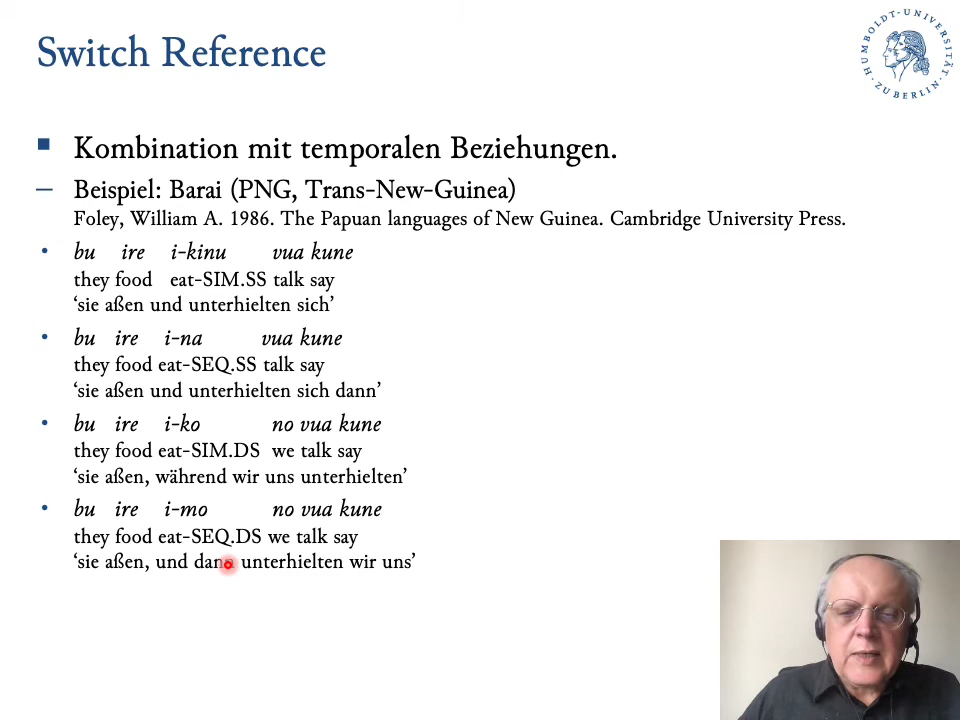 Switch Reference
HUMBOLDT-UNIVERSITÄT
ZU BERLIN
Kombination mit temporalen Beziehungen.
Beispiel: Barai (PNG, Trans-New-Guinea)
Foley, William A. 1986. The Papuan languages of New Guinea. Cambridge University Press.
bu ire i-kinu vua kune
they food eat-SIM.SS talk say
‘sie aßen und unterhielten sich’
bu ire i-na vua kune
they food eat-SEQ.SS talk say
‘sie aßen und unterhielten sich dann’
bu ire i-ko no vua kune
they food eat-SIM.DS we talk say
‘sie aßen, während wir uns unterhielten’
bu ire i-mo no vua kune
they food eat-SEQ.DS we talk say
‘sie aßen, und dann unterhielten wir uns’